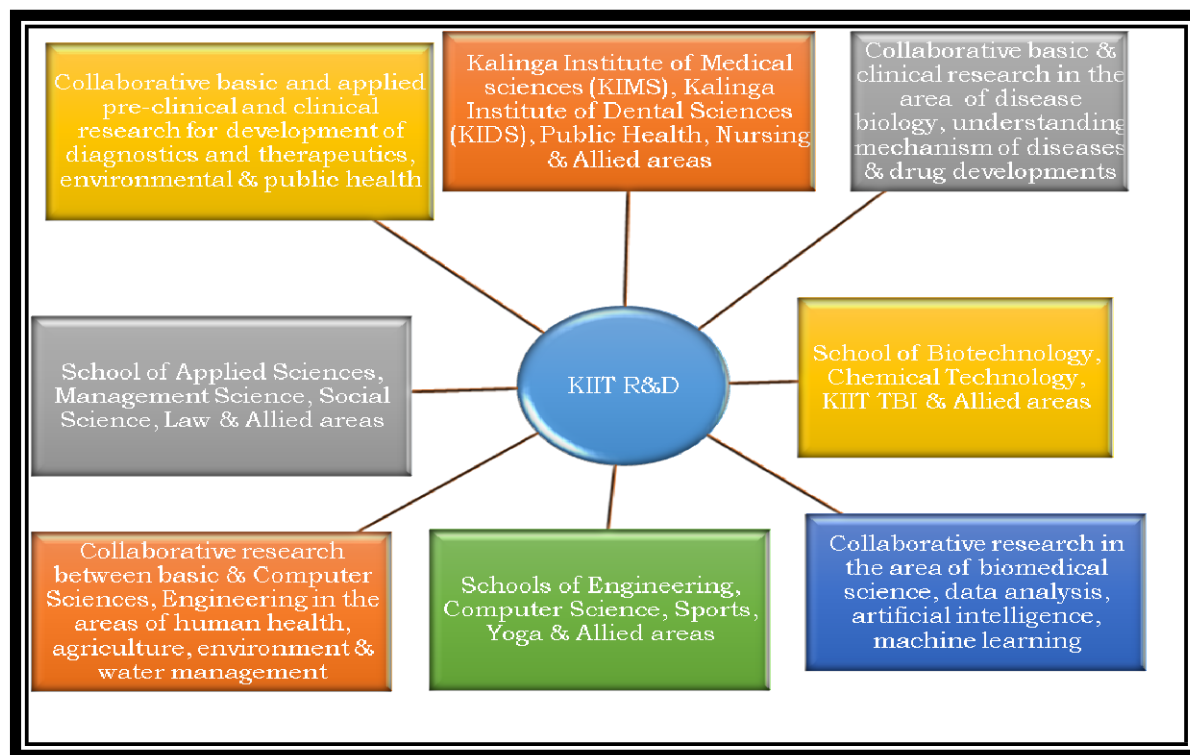 Collaborative basic and applied
pre-clinical and clinical
research for development of
diagnostics and therapeutics,
environmental & public health
Kalinga Institute of Medical
sciences (KIMS), Kalinga
Institute of Dental Sciences
(KIDS), Public Health, Nursing
& Allied areas
Collaborative basic &
clinical research in the
area of disease
biology, understanding
mechanism of diseases
& drug developments
School of Applied Sciences,
Management Science, Social
Science, Law & Allied areas
KIIT R&D
School of Biotechnology,
Chemical Technology,
KIIT TBI & Allied areas
Collaborative research
between basic & Computer
Sciences, Engineering in the
areas of human health,
agriculture, environment &
water management
Schools of Engineering,
Computer Science, Sports,
Yoga & Allied areas
Collaborative research in
the area of biomedical
science, data analysis,
artificial intelligence,
machine learning